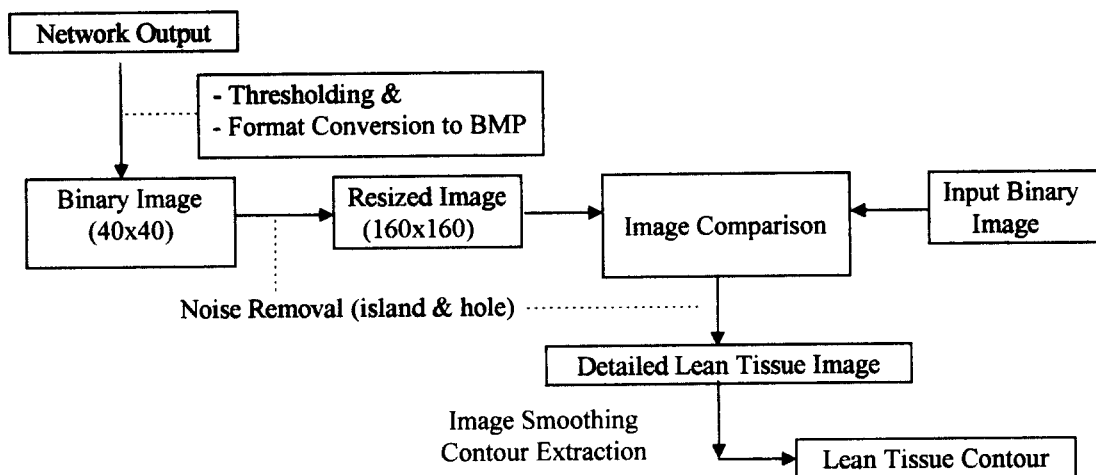 Network Output
- Thresholding &
- Format Conversion to BMP
Binary Image
(40x40)
Resized Image
(160x160)
Image Comparison
Input Binary
Image
Noise Removal (island & hole)
Detailed Lean Tissue Image
Image Smoothing
Contour Extraction
Lean Tissue Contour